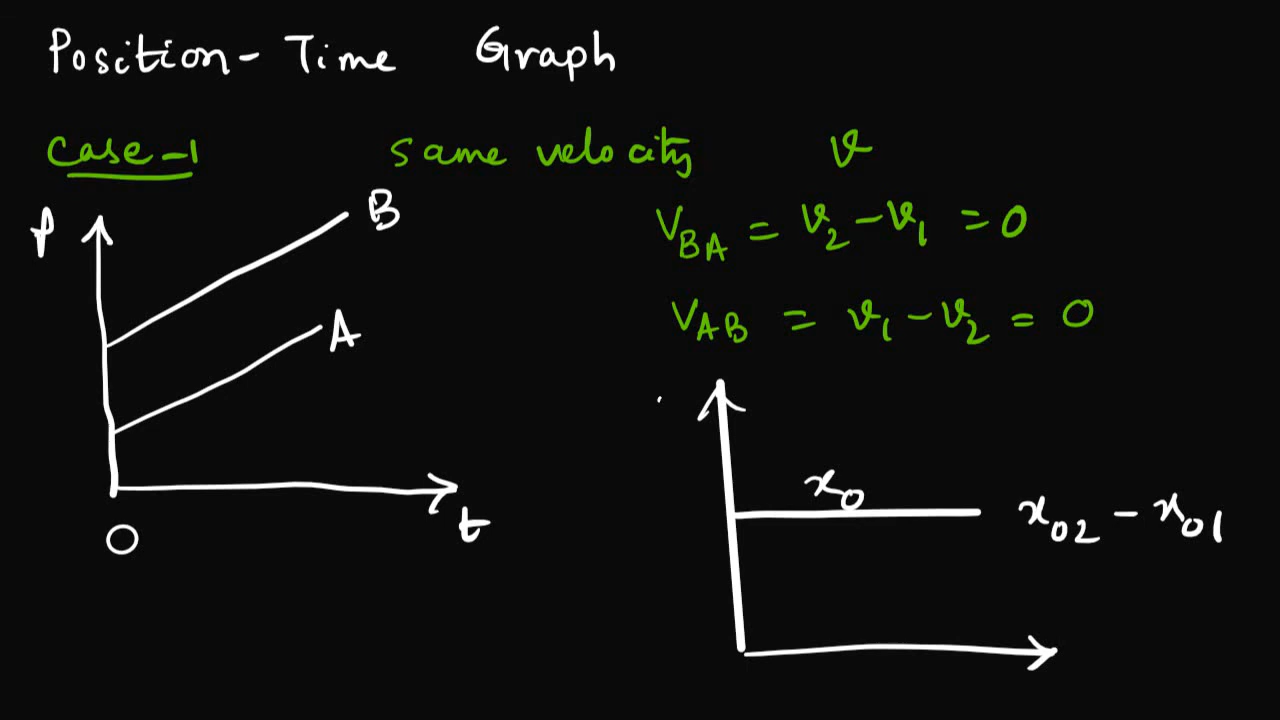 Position - Time Graph
Case-1 same velocity v
P
B
A
O
t
V_BA = v_2 - v_1 = 0
V_AB = v_1 - v_2 = 0
x_0
x_02 - x_01